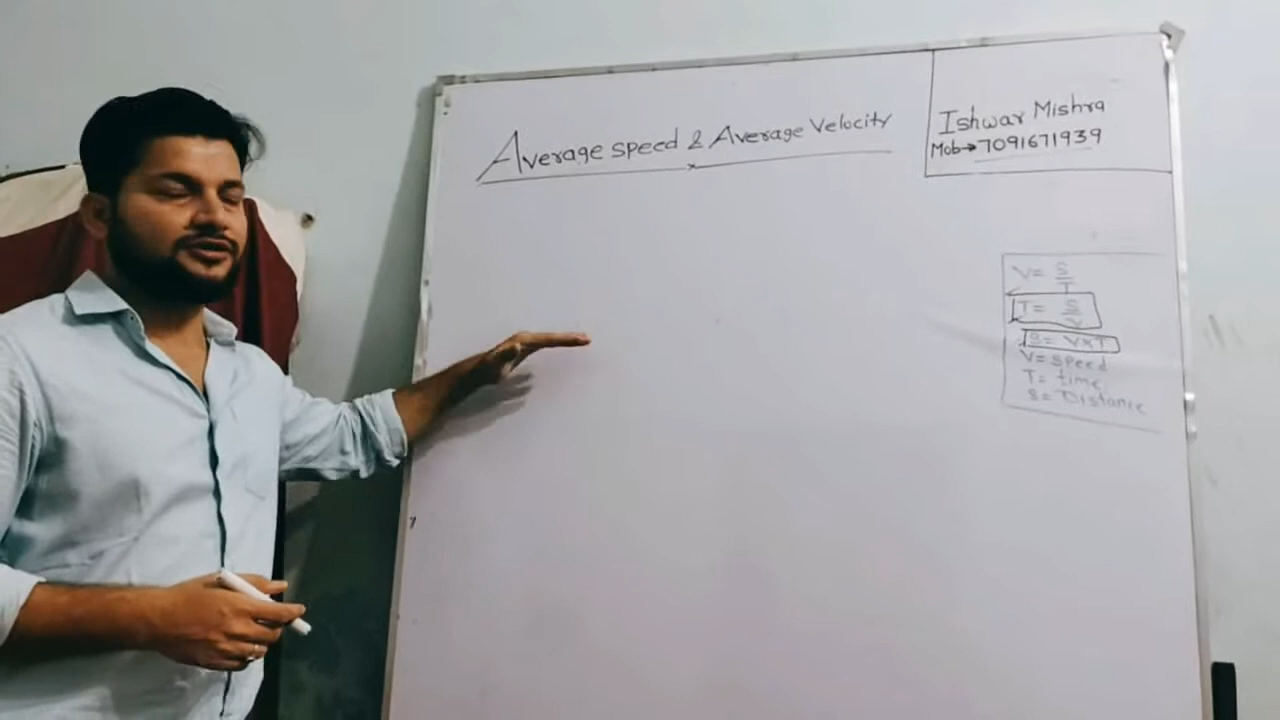 Average speed & Average Velocity
Ishwar Mishra
Mob→7091671939
V= S/T
T= S/V
S= V×T
V= speed
T= time
S= Distance